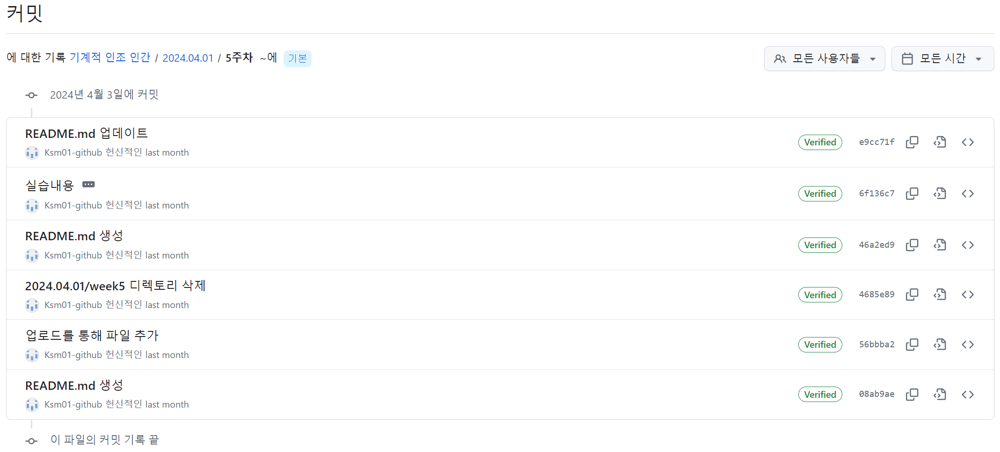 커밋
에 대한 기록 기계적 인조 인간 / 2024.04.01 / 5주차 ~에 기본
모든 사용자들
모든 시간
2024년 4월 3일에 커밋
README.md 업데이트
Ksm01-github 헌신적인 last month
Verified e9cc71f
실습내용
Ksm01-github 헌신적인 last month
Verified 6f136c7
README.md 생성
Ksm01-github 헌신적인 last month
Verified 46a2ed9
2024.04.01/week5 디렉토리 삭제
Ksm01-github 헌신적인 last month
Verified 4685e89
업로드를 통해 파일 추가
Ksm01-github 헌신적인 last month
Verified 56bbba2
README.md 생성
Ksm01-github 헌신적인 last month
Verified 08ab9ae
이 파일의 커밋 기록 끝